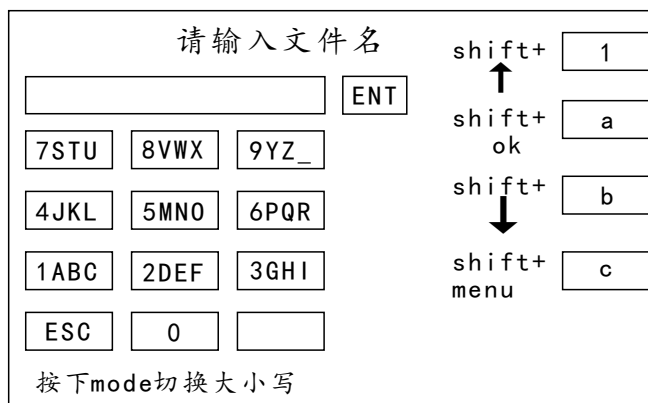 请输入文件名
ENT
7STU 8VWX 9YZ_
4JKL 5MNO 6PQR
1ABC 2DEF 3GHI
ESC 0
按下mode切换大小写
shift+ 1
shift+ a
ok
shift+ b
shift+ c
menu